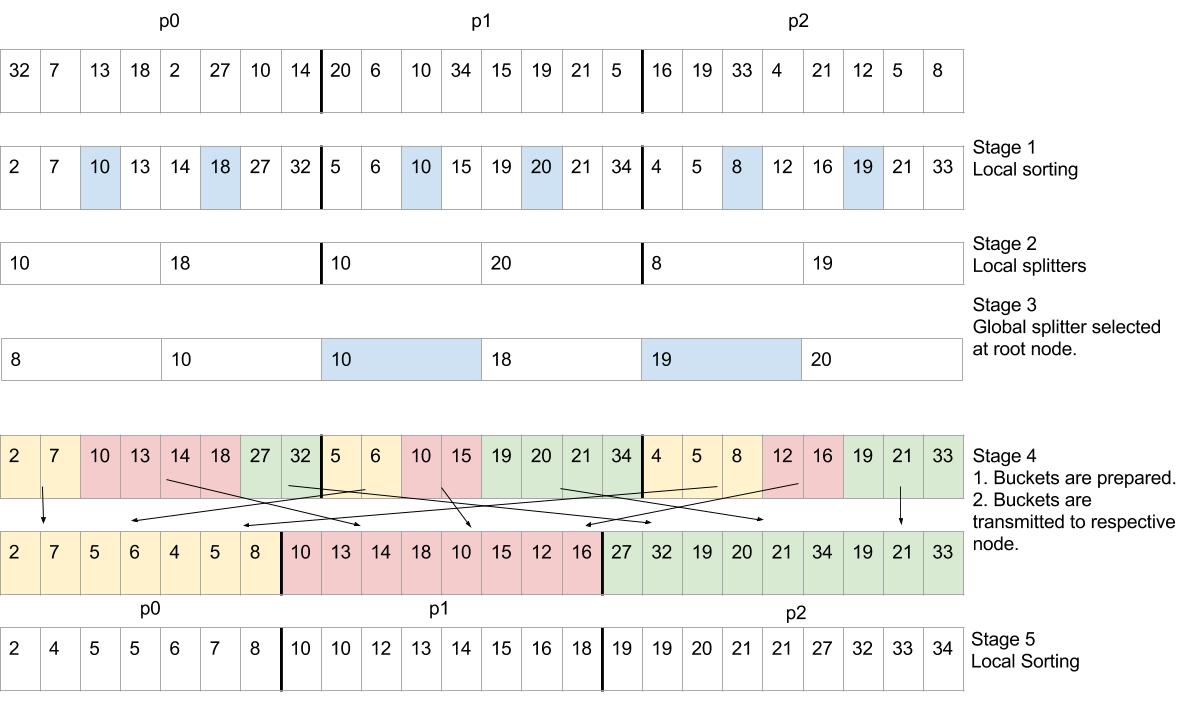 p0 p1 p2
32 7 13 18 2 27 10 14 20 6 10 34 15 19 21 5 16 19 33 4 21 12 5 8
Stage 1
Local sorting
2 7 10 13 14 18 27 32 5 6 10 15 19 20 21 34 4 5 8 12 16 19 21 33
Stage 2
Local splitters
10 18 10 20 8 19
Stage 3
Global splitter selected
at root node.
8 10 10 18 19 20
2 7 10 13 14 18 27 32 5 6 10 15 19 20 21 34 4 5 8 12 16 19 21 33
Stage 4
1. Buckets are prepared.
2. Buckets are
transmitted to respective
node.
2 7 5 6 4 5 8 10 13 14 18 10 15 12 16 27 32 19 20 21 34 19 21 33
p0 p1 p2
2 4 5 5 6 7 8 10 10 12 13 14 15 16 18 19 19 20 21 21 27 32 33 34
Stage 5
Local Sorting